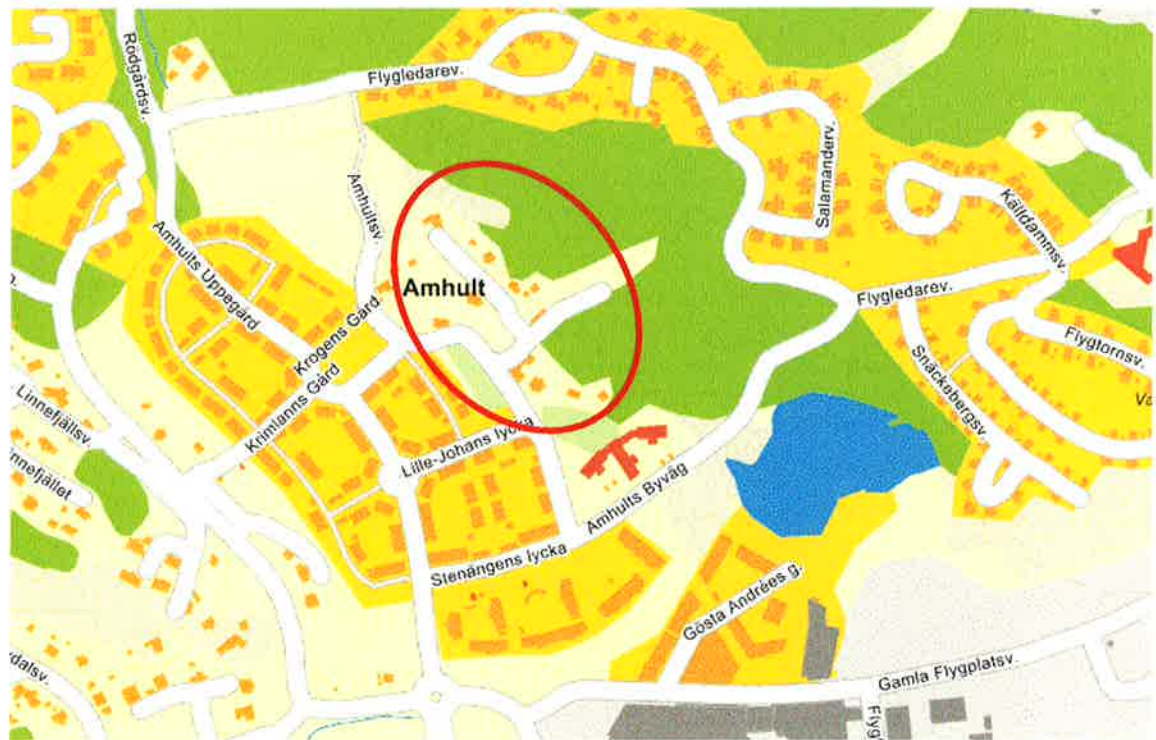 Rödgårdsv.
Flygledarev.
Salamanderv.
Källdammsv.
Amhultsv.
Amhults Uppegård
Amhult
Flygledarev.
Krogens Gård.
Flygtornsv.
Snäckebergsv.
Krimlanns Gård
Linnefjällsv.
Lille-Johans lycka
Amhults Byväg
Stenängens lycka
Gösta Andrées g.
Gamla Flygplatsv.